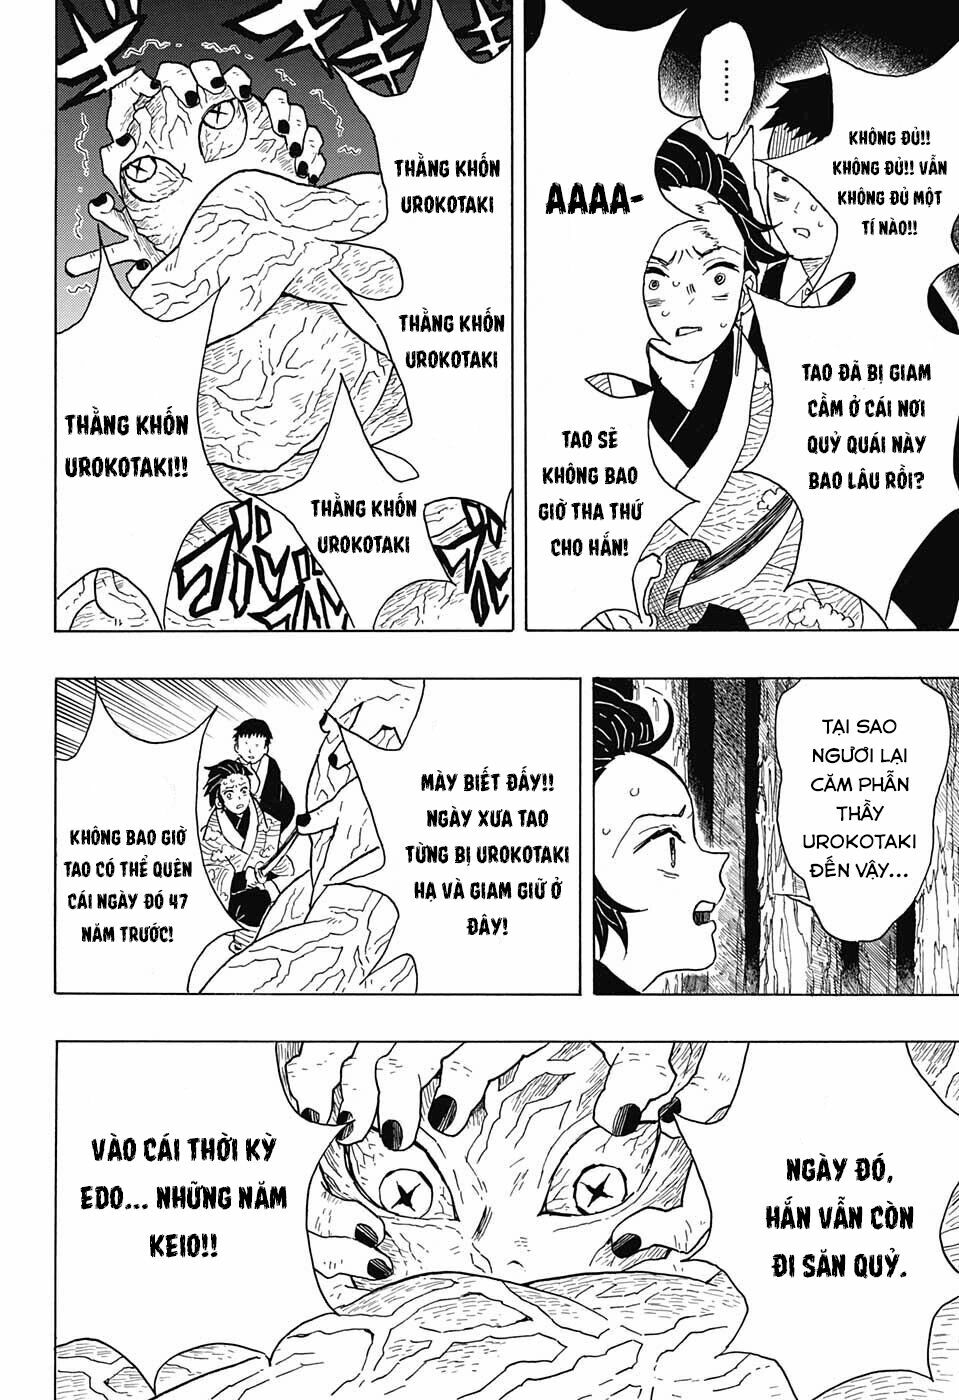 ………
KHÔNG ĐỦ!!
KHÔNG ĐỦ!! VẪN
KHÔNG ĐỦ MỘT
TÍ NÀO!!
AAAA-
TAO ĐÃ BỊ GIAM
CẦM Ở CÁI NƠI
QUỶ QUÁI NÀY
BAO LÂU RỒI?
TAO SẼ
KHÔNG BAO
GIỜ THA THỨ
CHO HẮN!
THẰNG KHỐN
UROKOTAKI
THẰNG KHỐN
UROKOTAKI
THẰNG KHỐN
UROKOTAKI!!
THẰNG KHỐN
UROKOTAKI
TẠI SAO
NGƯƠI LẠI
CĂM PHẪN
THẦY
UROKOTAKI
ĐẾN VẬY...
MÀY BIẾT ĐẤY!!
NGÀY XƯA TAO
TỪNG BỊ UROKOTAKI
HẠ VÀ GIAM GIỮ Ở
ĐÂY!
KHÔNG BAO GIỜ
TAO CÓ THỂ QUÊN
CÁI NGÀY ĐÓ 47
NĂM TRƯỚC!
NGÀY ĐÓ,
HẮN VẪN CÒN
ĐI SĂN QUỶ.
VÀO CÁI THỜI KỲ
EDO... NHỮNG NĂM
KEIO!!